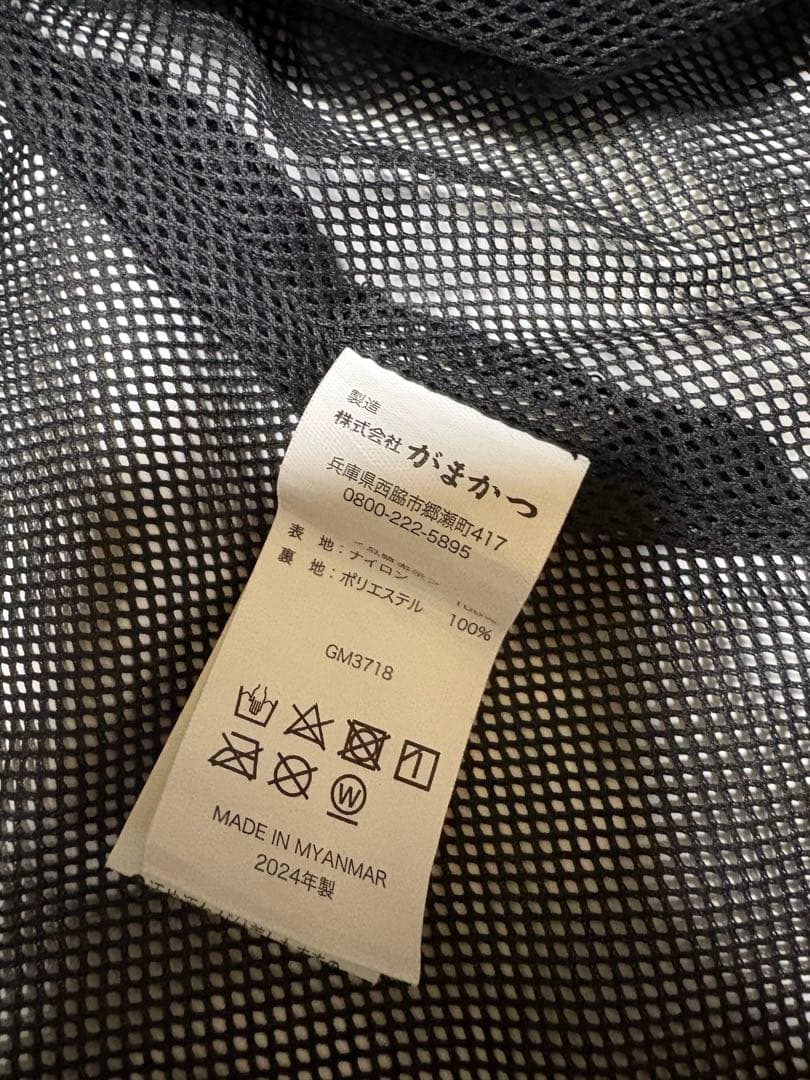 製造
株式会社 がまかつ
兵庫県西脇市郷瀬町417
0800-222-5895
表 地：ナイロン 100%
裏 地：ポリエステル 100%
GM3718
W
MADE IN MYANMAR
2024年製